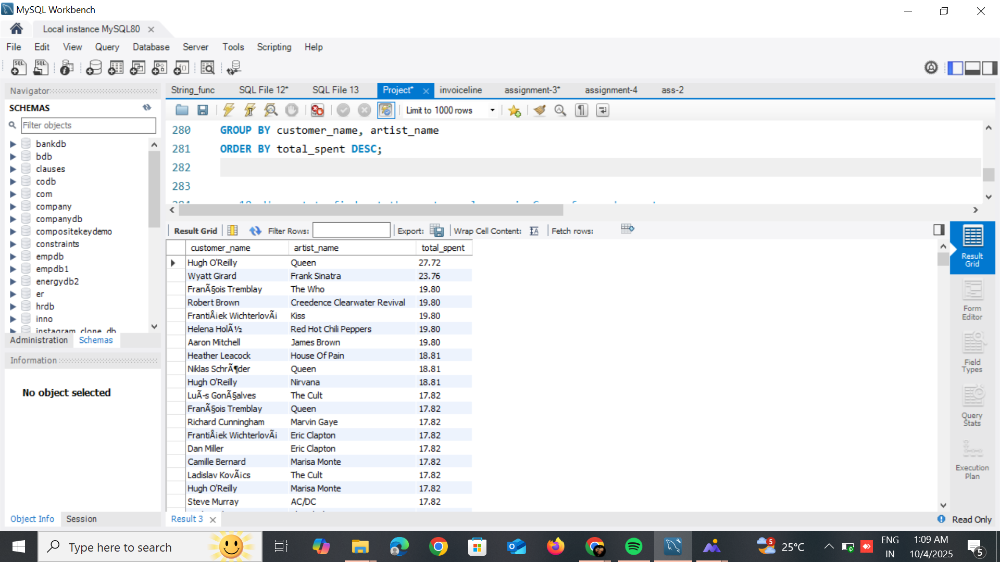 MySQL Workbench
Local instance MySQL80
File Edit View Query Database Server Tools Scripting Help
Navigator
SCHEMAS
Filter objects
bankdb
bdb
clauses
codb
com
company
companydb
compositekeydemo
constraints
empdb
empdb1
energydb2
er
hrdb
inno
instagram_clone_db
Administration Schemas
Information
No object selected
Object Info Session
String_func SQL File 12* SQL File 13 Project* invoiceline assignment-3* assignment-4 ass-2
Limit to 1000 rows
280 GROUP BY customer_name, artist_name
281 ORDER BY total_spent DESC;
282
283
Result Grid Filter Rows: Export: Wrap Cell Content: Fetch rows:
customer_name artist_name total_spent
Hugh O'Reilly Queen 27.72
Wyatt Girard Frank Sinatra 23.76
FranÃ§ois Tremblay The Who 19.80
Robert Brown Creedence Clearwater Revival 19.80
FrantiÅ¡ek WichterlovÃ¡ Kiss 19.80
Helena HolÃ½ Red Hot Chili Peppers 19.80
Aaron Mitchell James Brown 19.80
Heather Leacock House Of Pain 18.81
Niklas SchrÃ¶der Queen 18.81
Hugh O'Reilly Nirvana 18.81
LuÃ-s GonÃ§alves The Cult 17.82
FranÃ§ois Tremblay Queen 17.82
Richard Cunningham Marvin Gaye 17.82
FrantiÅ¡ek WichterlovÃ¡ Eric Clapton 17.82
Dan Miller Eric Clapton 17.82
Camille Bernard Marisa Monte 17.82
Ladislav KovÃ¡cs The Cult 17.82
Hugh O'Reilly Marisa Monte 17.82
Steve Murray AC/DC 17.82
Result 3
Read Only
Result
Grid
Form
Editor
Field
Types
Query
Stats
Execution
Plan
Type here to search
5
25°C
ENG
IN
1:09 AM
10/4/2025
5